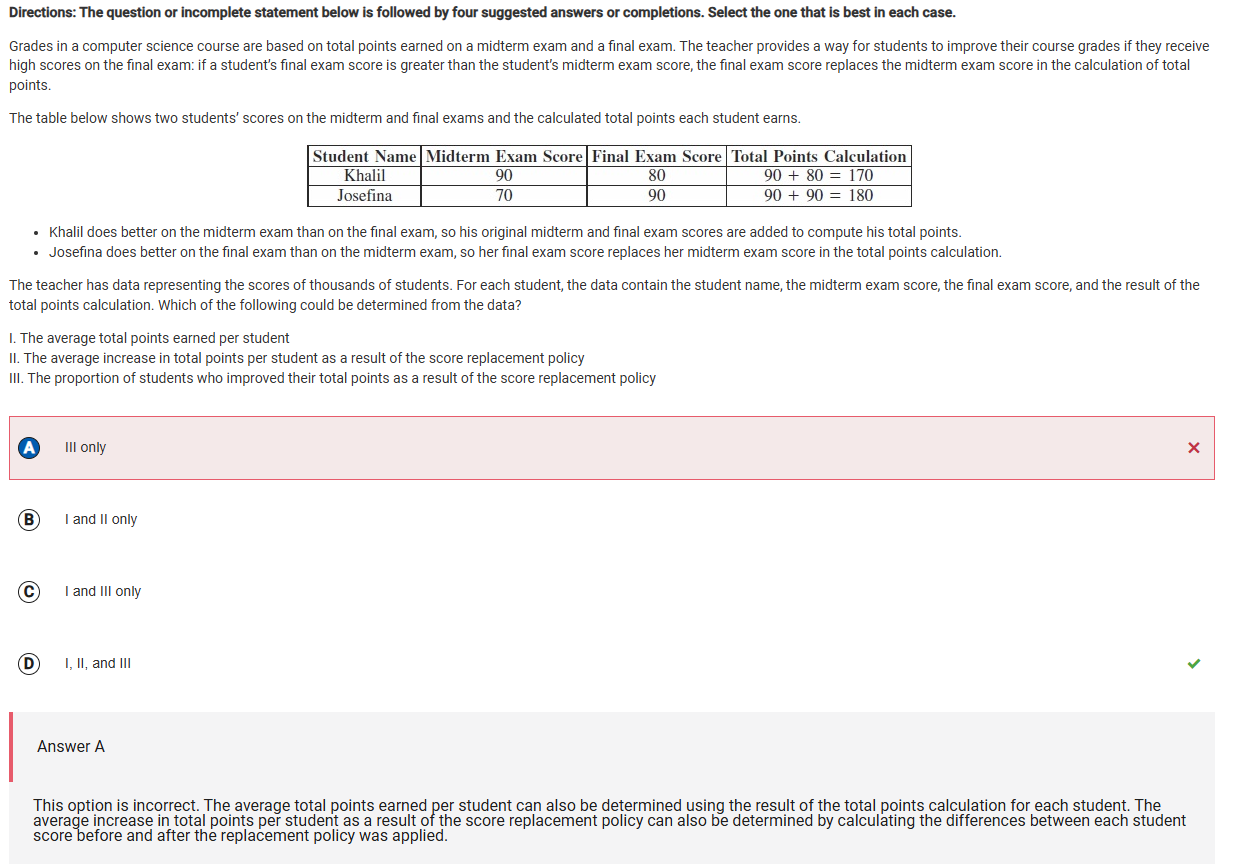 Directions: The question or incomplete statement below is followed by four suggested answers or completions. Select the one that is best in each case.
Grades in a computer science course are based on total points earned on a midterm exam and a final exam. The teacher provides a way for students to improve their course grades if they receive
high scores on the final exam: if a student's final exam score is greater than the student's midterm exam score, the final exam score replaces the midterm exam score in the calculation of total
points.
The table below shows two students' scores on the midterm and final exams and the calculated total points each student earns.
Student Name Midterm Exam Score Final Exam Score Total Points Calculation
Khalil 90 80 90 + 80 = 170
Josefina 70 90 90 + 90 = 180
• Khalil does better on the midterm exam than on the final exam, so his original midterm and final exam scores are added to compute his total points.
• Josefina does better on the final exam than on the midterm exam, so her final exam score replaces her midterm exam score in the total points calculation.
The teacher has data representing the scores of thousands of students. For each student, the data contain the student name, the midterm exam score, the final exam score, and the result of the
total points calculation. Which of the following could be determined from the data?
I. The average total points earned per student
II. The average increase in total points per student as a result of the score replacement policy
III. The proportion of students who improved their total points as a result of the score replacement policy
A III only
B I and II only
C I and III only
D I, II, and III
Answer A
This option is incorrect. The average total points earned per student can also be determined using the result of the total points calculation for each student. The
average increase in total points per student as a result of the score replacement policy can also be determined by calculating the differences between each student
score before and after the replacement policy was applied.